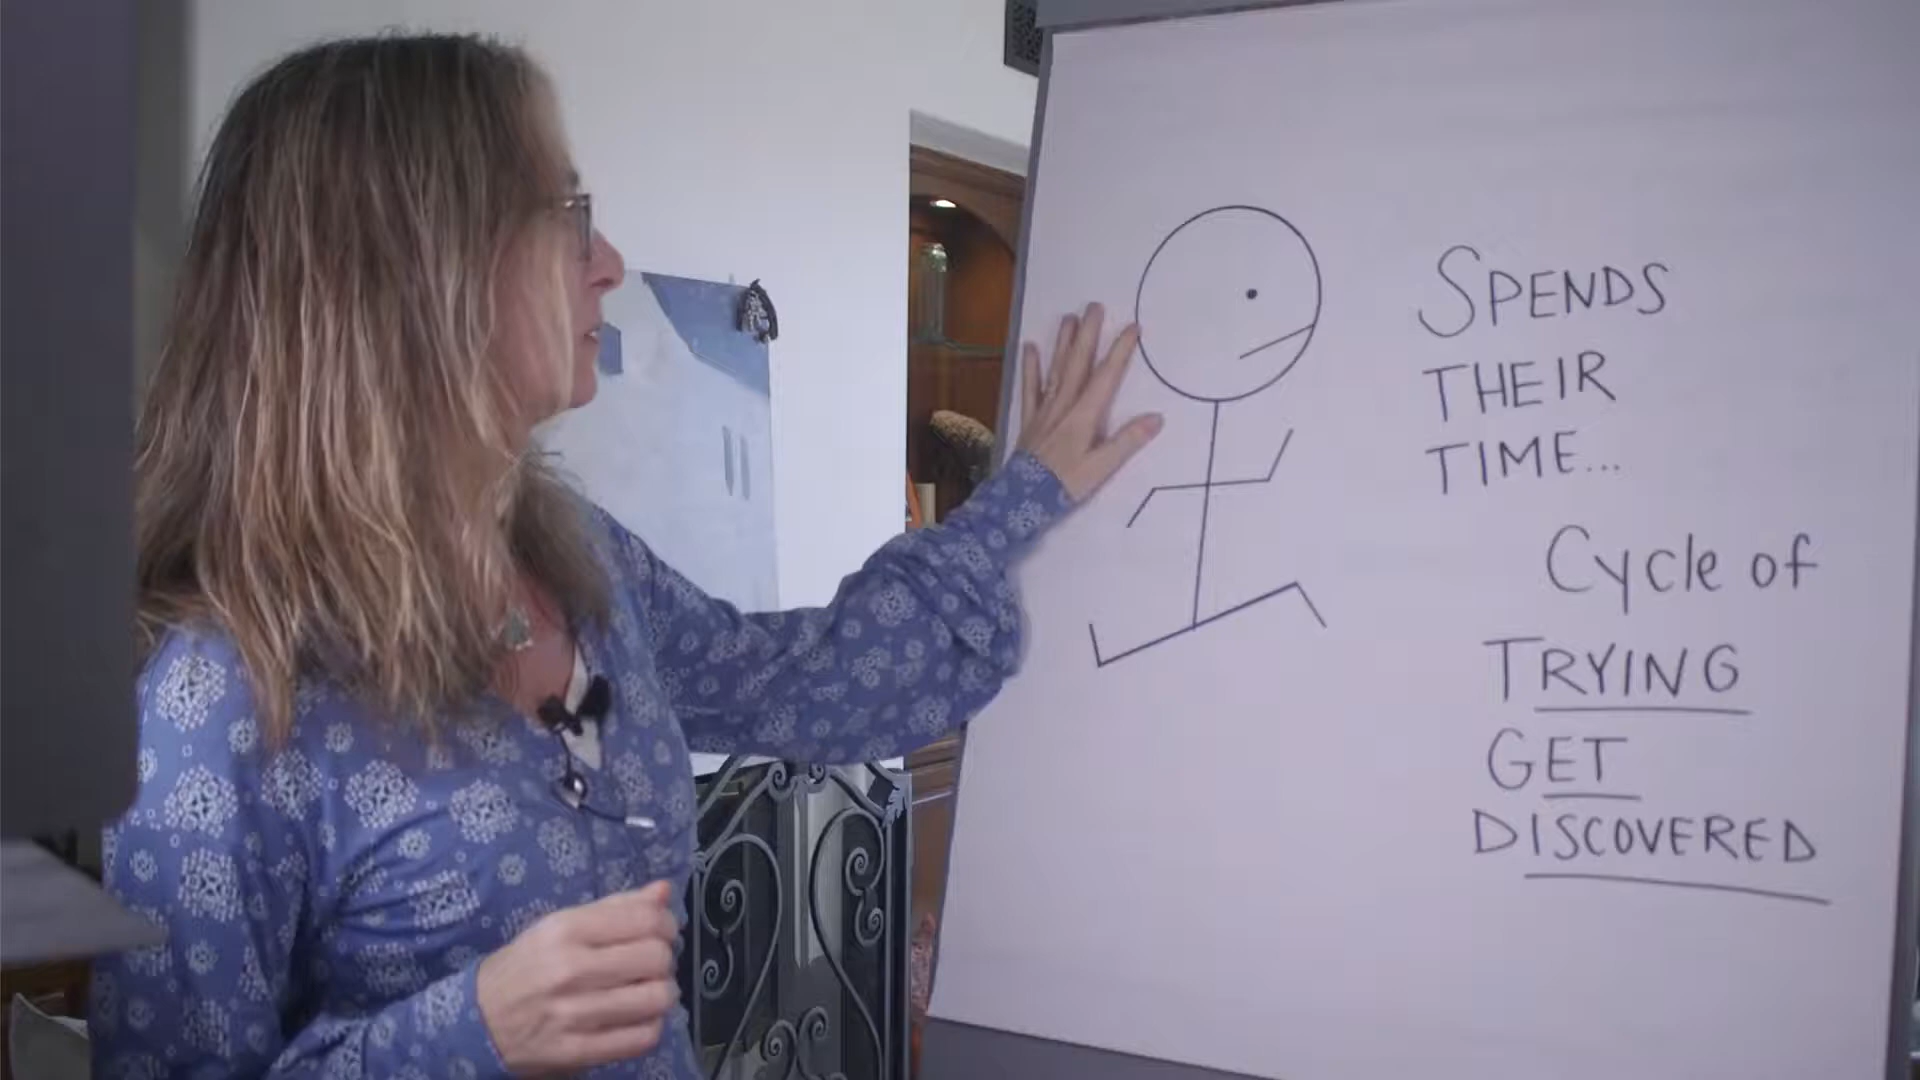 SPENDS
THEIR
TIME...
Cycle of
TRYING
GET
DISCOVERED